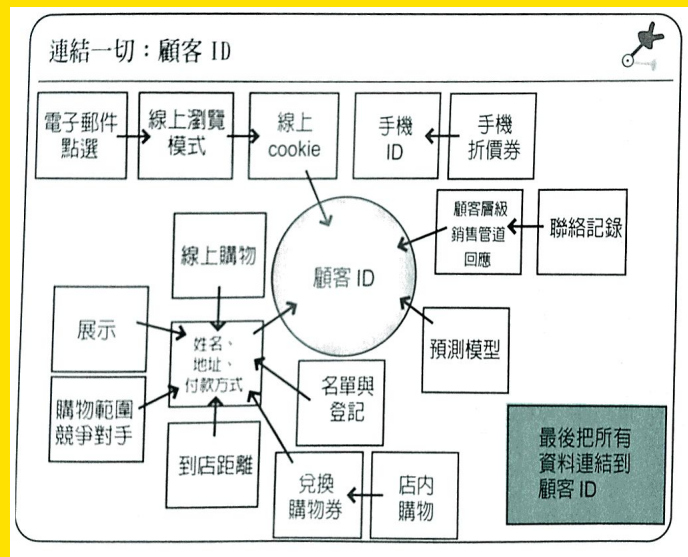 連結一切：顧客 ID
電子郵件
點選
線上瀏覽
模式
線上
cookie
手機
ID
手機
折價券
顧客層級
銷售管道
回應
聯絡記錄
線上購物
顧客 ID
展示
姓名、
地址、
付款方式
預測模型
名單與
登記
購物範圍
競爭對手
到店距離
兌換
購物券
店內
購物
最後把所有
資料連結到
顧客 ID